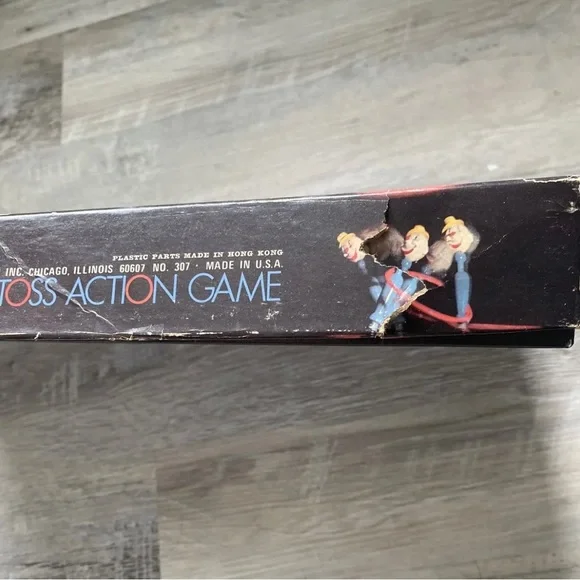 PLASTIC PARTS MADE IN HONG KONG
INC. CHICAGO, ILLINOIS 60607 NO. 307 · MADE IN U.S.A.
TOSS ACTION GAME